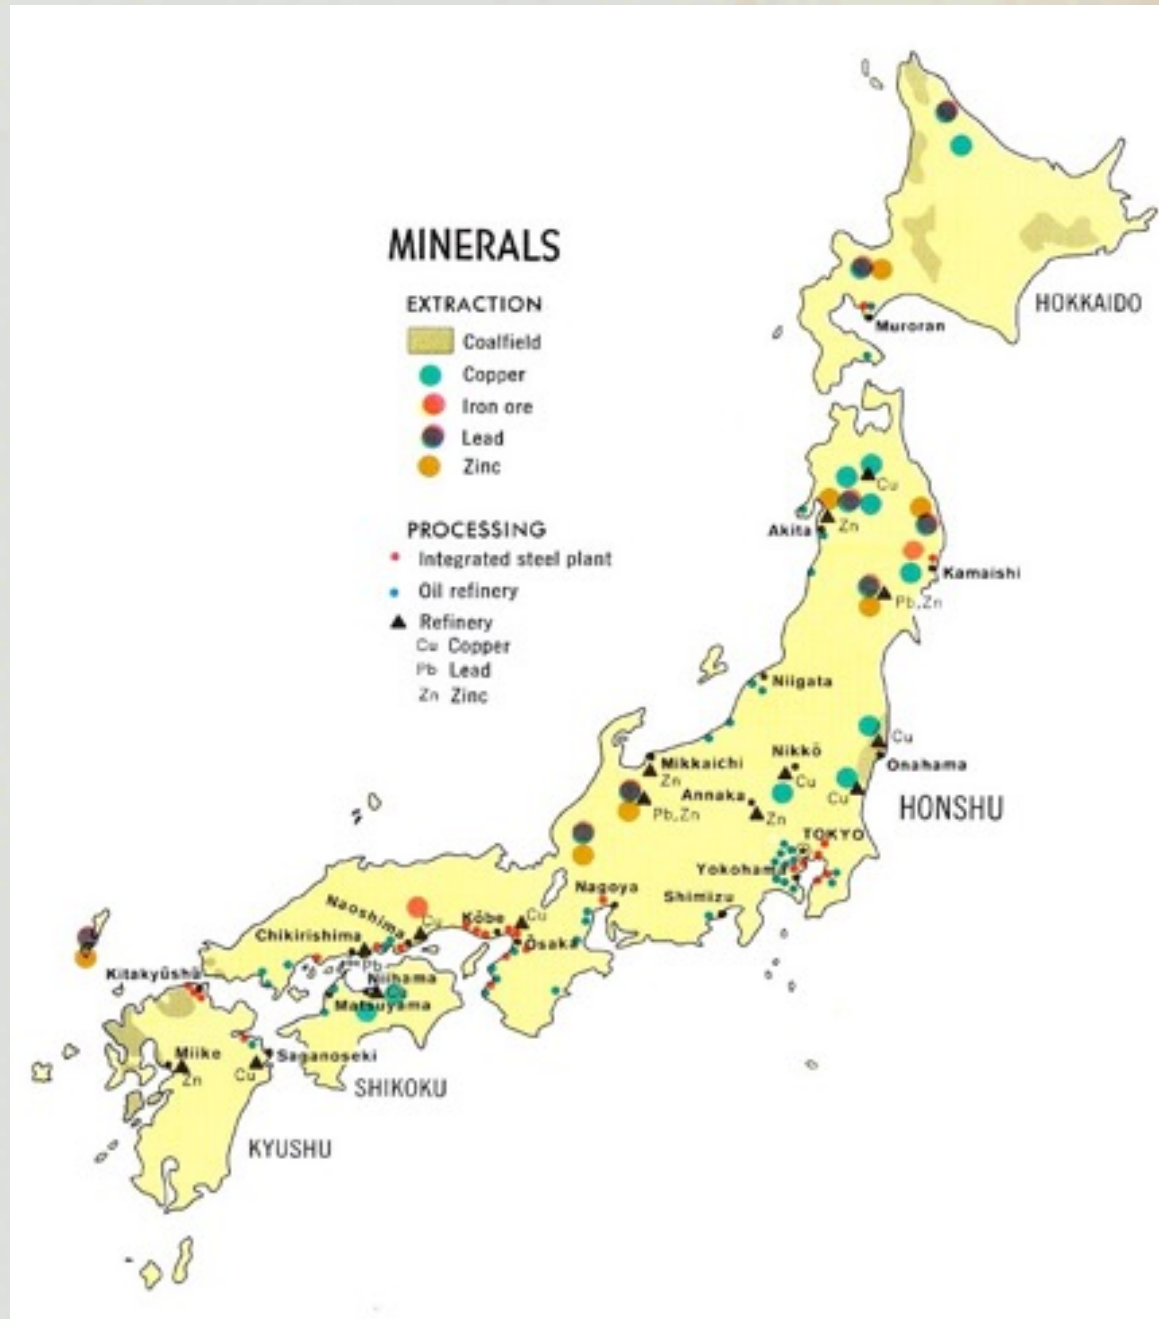 MINERALS
EXTRACTION
Coalfield
Copper
Iron ore
Lead
Zinc
PROCESSING
Integrated steel plant
Oil refinery
Refinery
Cu Copper
Pb Lead
Zn Zinc
HOKKAIDO
Muroran
Cu
Akita
Zn
Kamaishi
Pb,Zn
Niigata
Cu
Onahama
Nikkō
Cu
Mikkaichi
Zn
Cu
HONSHU
Annaka
Pb,Zn
Zn
TOKYO
Yokohama
Nagoya
Shimizu
Naoshima
Kōbe
Cu
Cu
Chikirishima
Ōsaka
Pb
Kitakyūshū
Niihama
Cu
Matsuyama
Miike
Zn
Saganoseki
Cu
SHIKOKU
KYUSHU